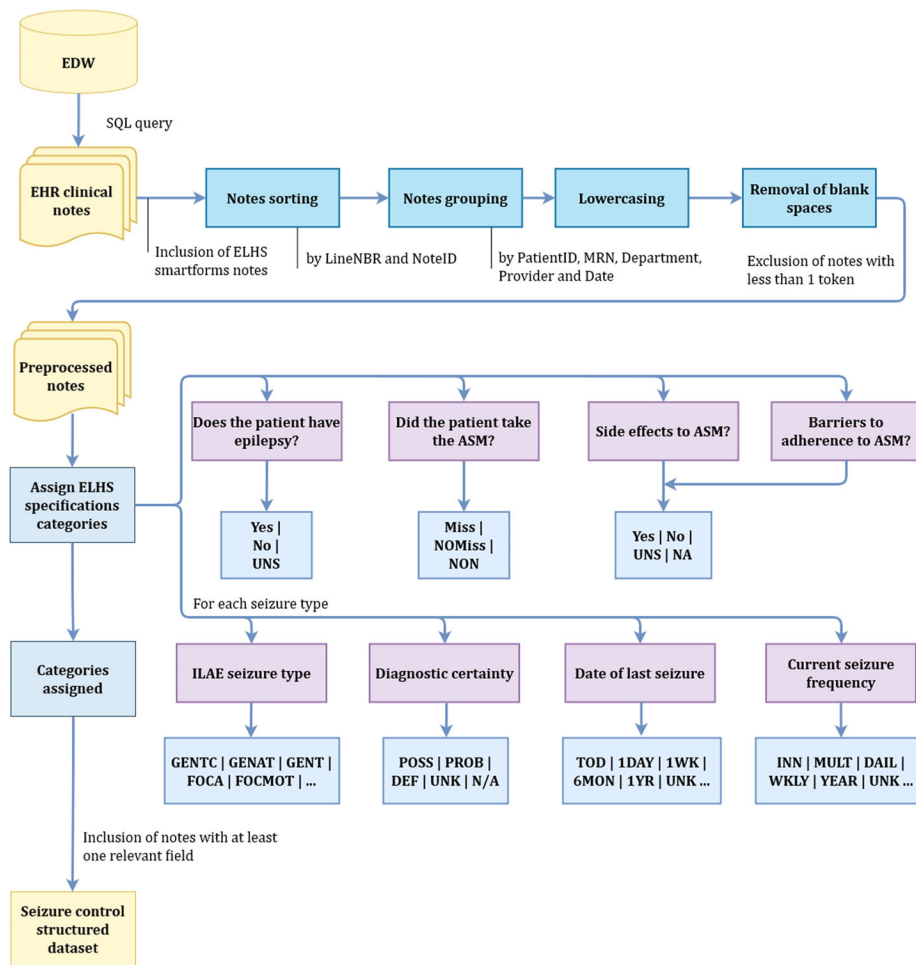 EDW
SQL query
EHR clinical
notes
Notes sorting
Notes grouping
Lowercasing
Removal of blank
spaces
Inclusion of ELHS
smartforms notes
by LineNBR and NoteID
by PatientID, MRN, Department,
Provider and Date
Exclusion of notes with
less than 1 token
Preprocessed
notes
Does the patient have
epilepsy?
Did the patient take
the ASM?
Side effects to ASM?
Barriers to
adherence to ASM?
Assign ELHS
specifications
categories
Yes |
No |
UNS
Miss |
NOMiss |
NON
Yes | No |
UNS | NA
For each seizure type
Categories
assigned
ILAE seizure type
Diagnostic certainty
Date of last seizure
Current seizure
frequency
GENTC | GENAT | GENT |
FOCA | FOCMOT | ...
POSS | PROB |
DEF | UNK | N/A
TOD | 1DAY | 1WK |
6MON | 1YR | UNK ...
INN | MULT | DAIL |
WKLY | YEAR | UNK ...
Inclusion of notes with at least
one relevant field
Seizure control
structured
dataset